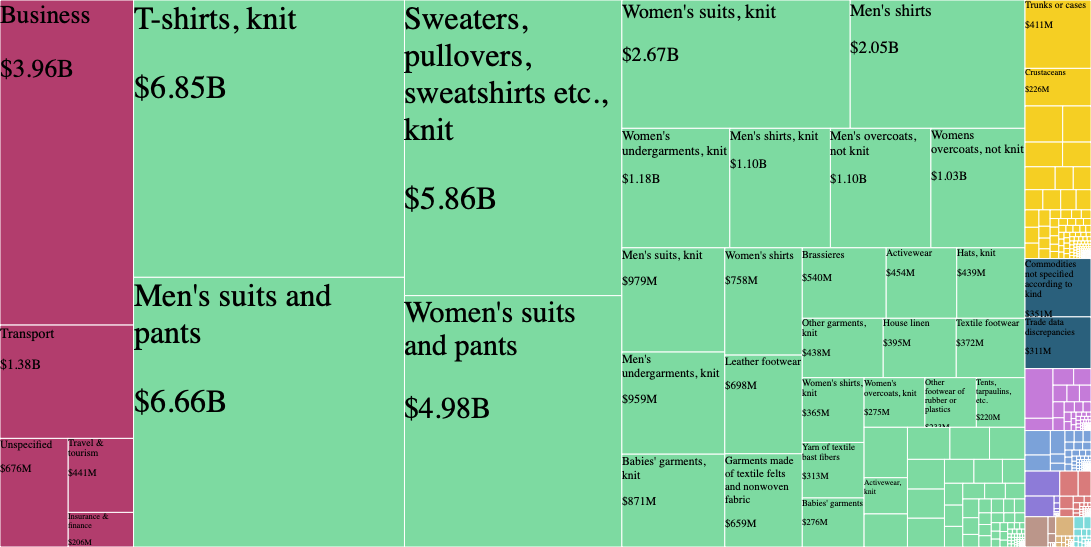 Business
$3.96B
Transport
$1.38B
Unspecified
$676M
Travel &
tourism
$441M
Insurance &
finance
$206M
T-shirts, knit
$6.85B
Men's suits and
pants
$6.66B
Sweaters,
pullovers,
sweatshirts etc.,
knit
$5.86B
Women's suits
and pants
$4.98B
Women's suits, knit
$2.67B
Men's shirts
$2.05B
Women's
undergarments, knit
$1.18B
Men's shirts, knit
$1.10B
Men's overcoats,
not knit
$1.10B
Womens
overcoats, not knit
$1.03B
Men's suits, knit
$979M
Women's shirts
$758M
Men's
undergarments, knit
$959M
Leather footwear
$698M
Babies' garments,
knit
$871M
Garments made
of textile felts
and nonwoven
fabric
$659M
Brassieres
$540M
Activewear
$454M
Hats, knit
$439M
Other garments,
knit
$438M
House linen
$395M
Textile footwear
$372M
Women's shirts,
knit
$365M
Women's
overcoats, knit
$275M
Other
footwear of
rubber or
plastics
$233M
Tents,
tarpaulins,
etc.
$220M
Yarn of textile
bast fibers
$313M
Babies' garments
$276M
Activewear,
knit
Trunks or cases
$411M
Crustaceans
$226M
Commodities
not specified
according to
kind
$351M
Trade data
discrepancies
$311M